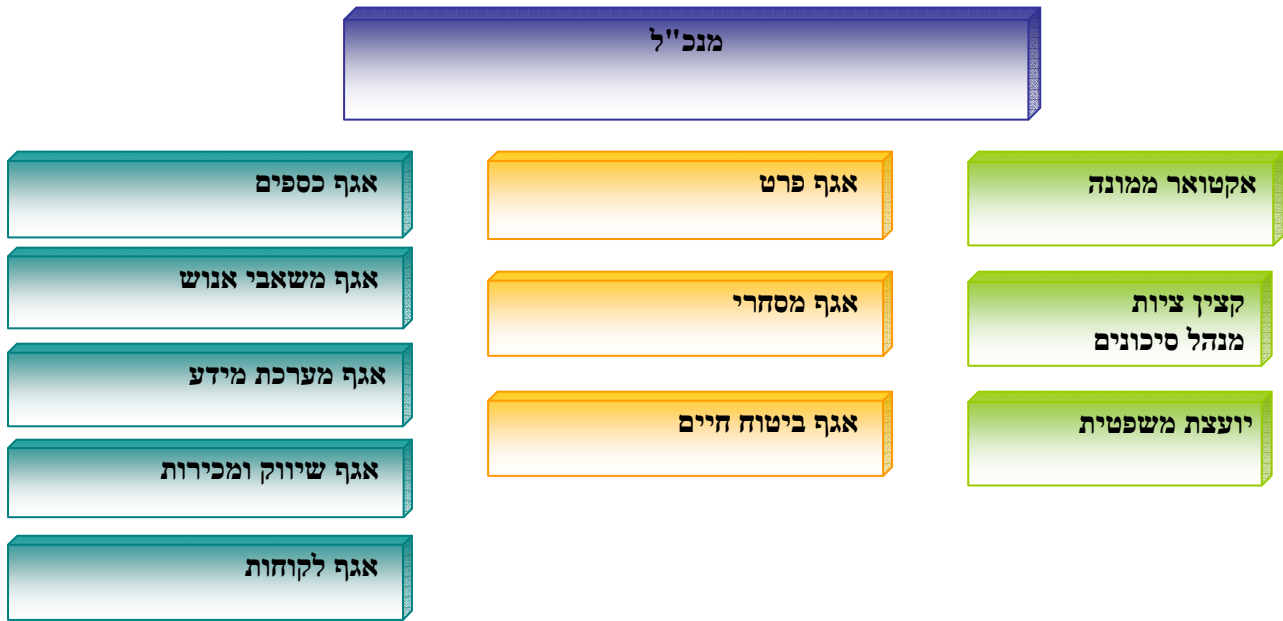 מנכ"ל
אקטואר ממונה
קצין ציות
מנהל סיכונים
יועצת משפטית
אגף פרט
אגף מסחרי
אגף ביטוח חיים
אגף כספים
אגף משאבי אנוש
אגף מערכת מידע
אגף שיווק ומכירות
אגף לקוחות